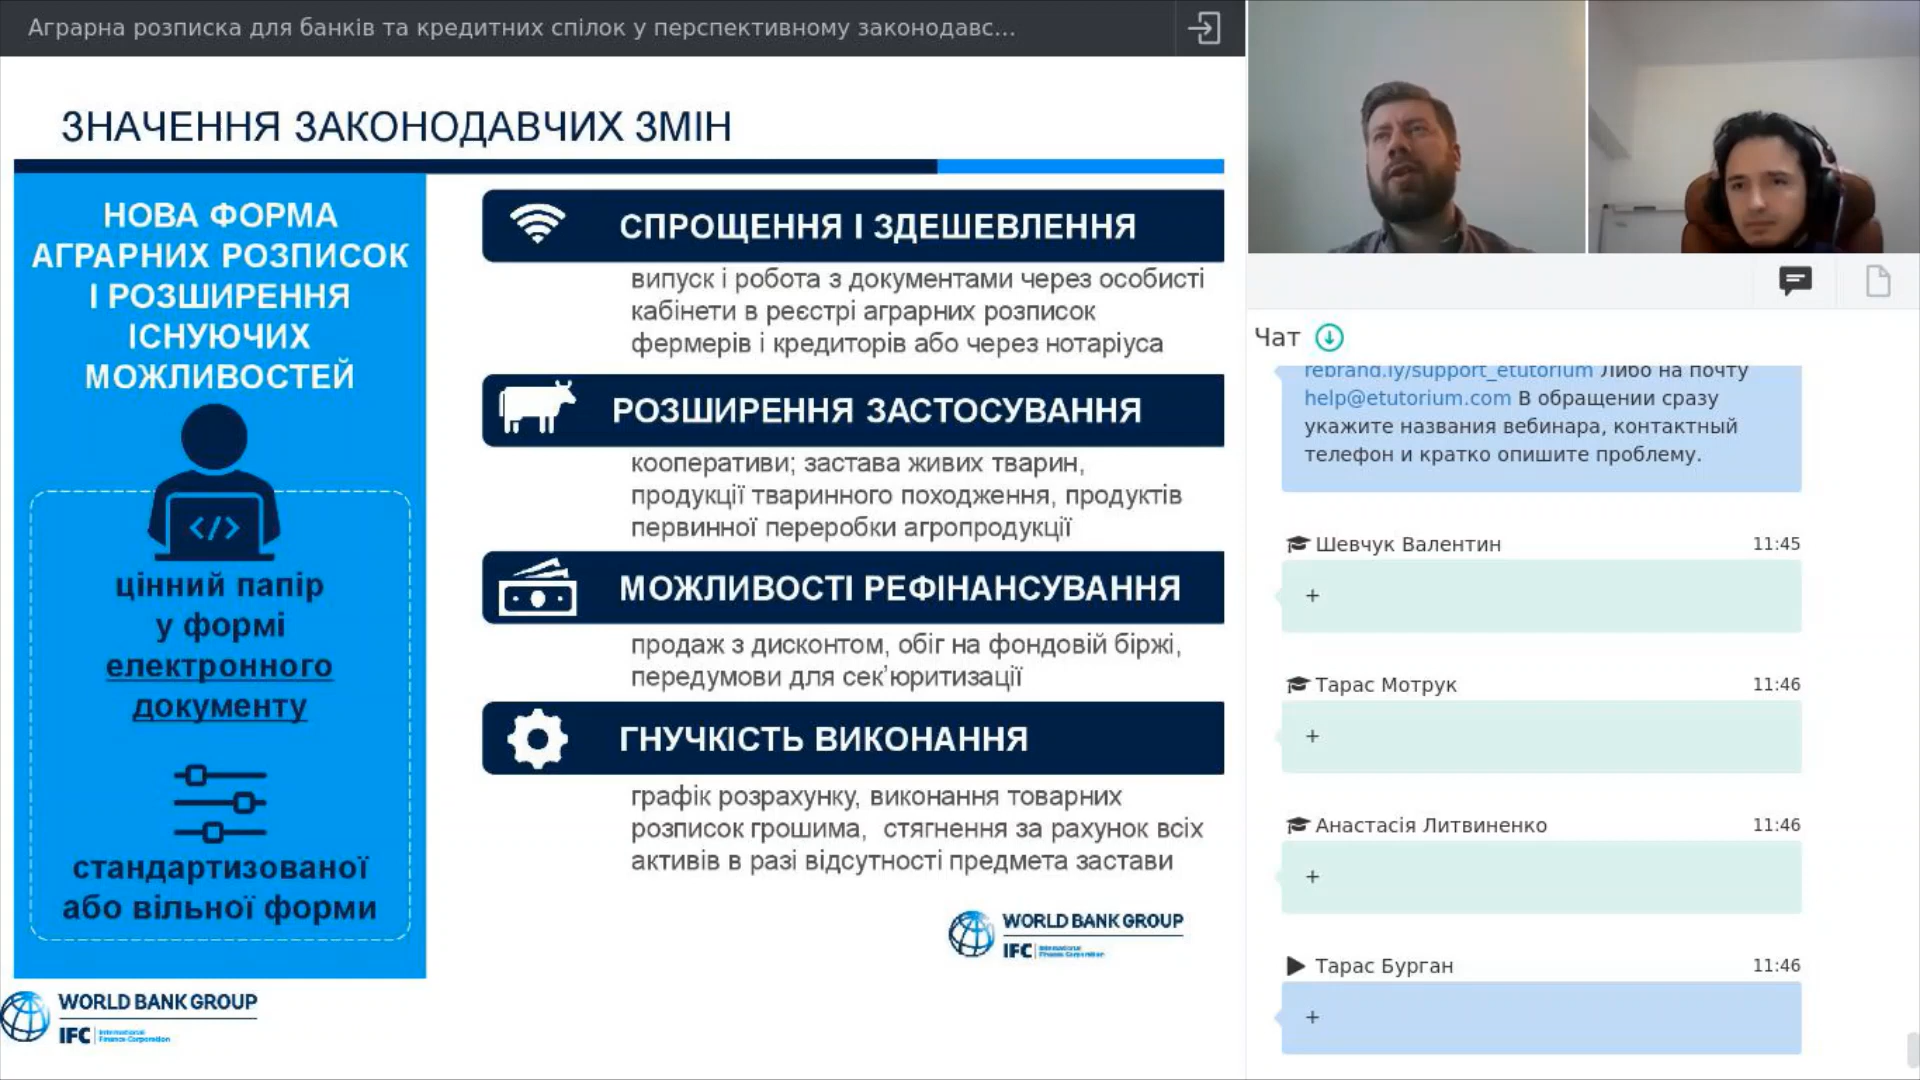 Аграрна розписка для банків та кредитних спілок у перспективному законодавс...
ЗНАЧЕННЯ ЗАКОНОДАВЧИХ ЗМІН
НОВА ФОРМА
АГРАРНИХ РОЗПИСОК
І РОЗШИРЕННЯ
ІСНУЮЧИХ
МОЖЛИВОСТЕЙ
</>
цінний папір
у формі
електронного
документу
стандартизованої
або вільної форми
СПРОЩЕННЯ І ЗДЕШЕВЛЕННЯ
випуск і робота з документами через особисті
кабінети в реєстрі аграрних розписок
фермерів і кредиторів або через нотаріуса
РОЗШИРЕННЯ ЗАСТОСУВАННЯ
кооперативи; застава живих тварин,
продукції тваринного походження, продуктів
первинної переробки агропродукції
МОЖЛИВОСТІ РЕФІНАНСУВАННЯ
продаж з дисконтом, обіг на фондовій біржі,
передумови для сек’юритизації
ГНУЧКІСТЬ ВИКОНАННЯ
графік розрахунку, виконання товарних
розписок грошима, стягнення за рахунок всіх
активів в разі відсутності предмета застави
WORLD BANK GROUP
IFC International
Finance Corporation
WORLD BANK GROUP
IFC International
Finance Corporation
Чат
rebrand.ly/support_etutorium Либо на почту
help@etutorium.com В обращении сразу
укажите названия вебинара, контактный
телефон и кратко опишите проблему.
Шевчук Валентин 11:45
+
Тарас Мотрук 11:46
+
Анастасія Литвиненко 11:46
+
Тарас Бурган 11:46
+